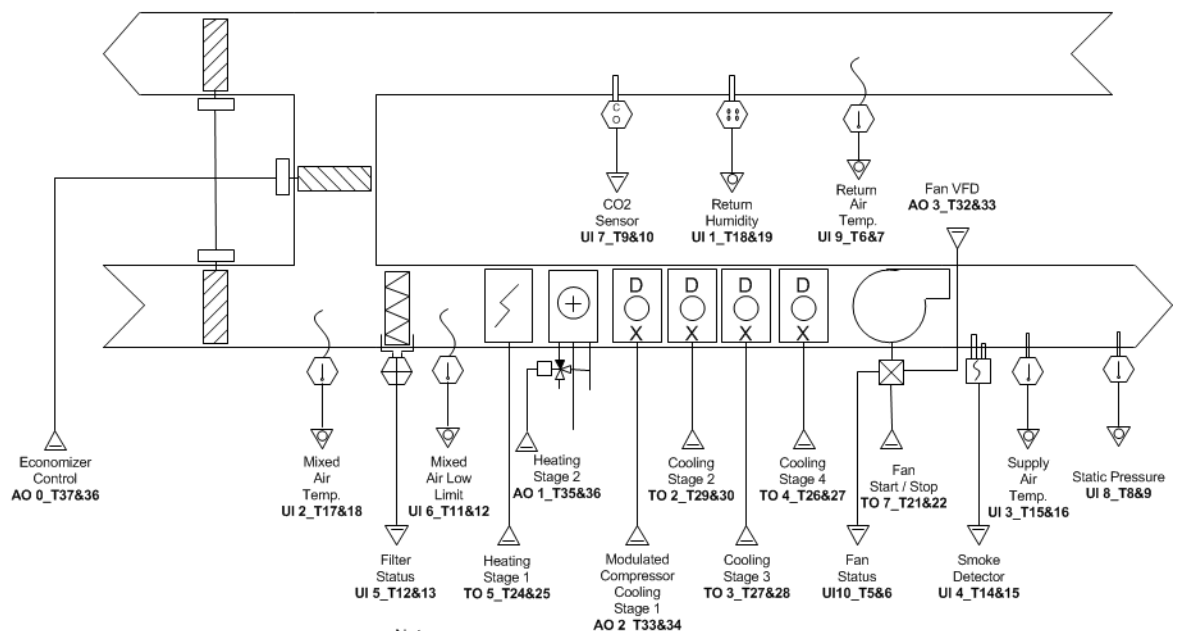 C
O
CO2
Sensor
UI 7_T9&10
Return
Humidity
UI 1_T18&19
Return
Air
Temp.
UI 9_T6&7
Fan VFD
AO 3_T32&33
D
X
D
X
D
X
D
X
Economizer
Control
AO 0_T37&36
Mixed
Air
Temp.
UI 2_T17&18
Mixed
Air Low
Limit
UI 6_T11&12
Heating
Stage 2
AO 1_T35&36
Cooling
Stage 2
TO 2_T29&30
Cooling
Stage 4
TO 4_T26&27
Fan
Start / Stop
TO 7_T21&22
Supply
Air
Temp.
UI 3_T15&16
Static Pressure
UI 8_T8&9
Filter
Status
UI 5_T12&13
Heating
Stage 1
TO 5_T24&25
Modulated
Compressor
Cooling
Stage 1
AO 2_T33&34
Cooling
Stage 3
TO 3_T27&28
Fan
Status
UI10_T5&6
Smoke
Detector
UI 4_T14&15